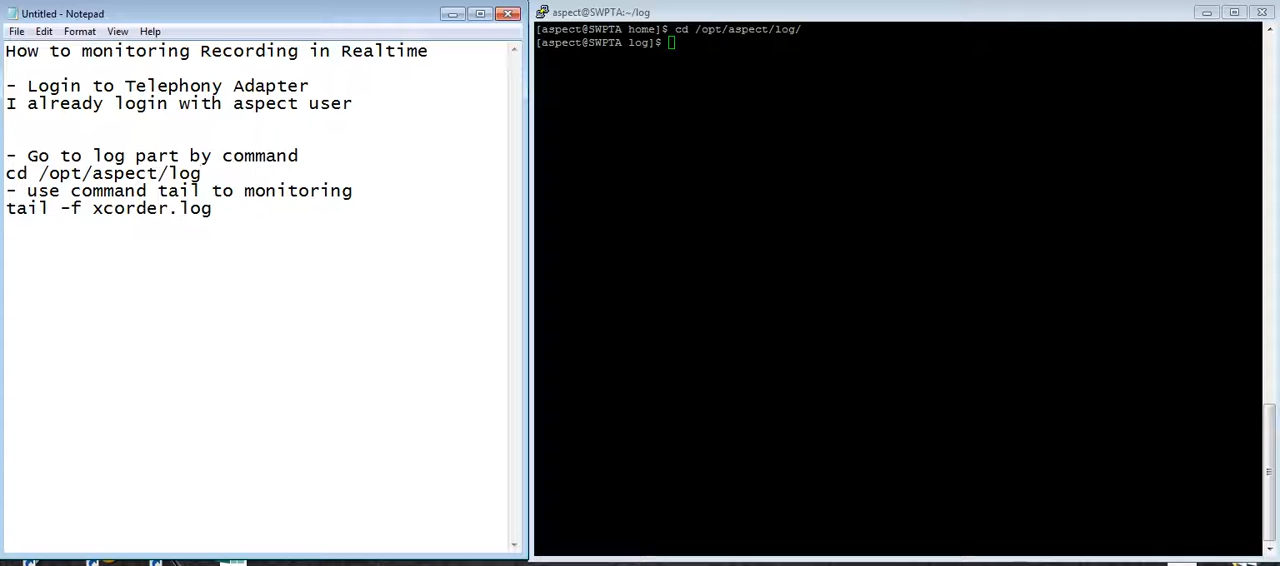 Untitled - Notepad
File Edit Format View Help
How to monitoring Recording in Realtime
- Login to Telephony Adapter
I already login with aspect user
- Go to log part by command
cd /opt/aspect/log
- use command tail to monitoring
tail -f xcorder.log
aspect@SWPTA:~/log
[aspect@SWPTA home]$ cd /opt/aspect/log/
[aspect@SWPTA log]$